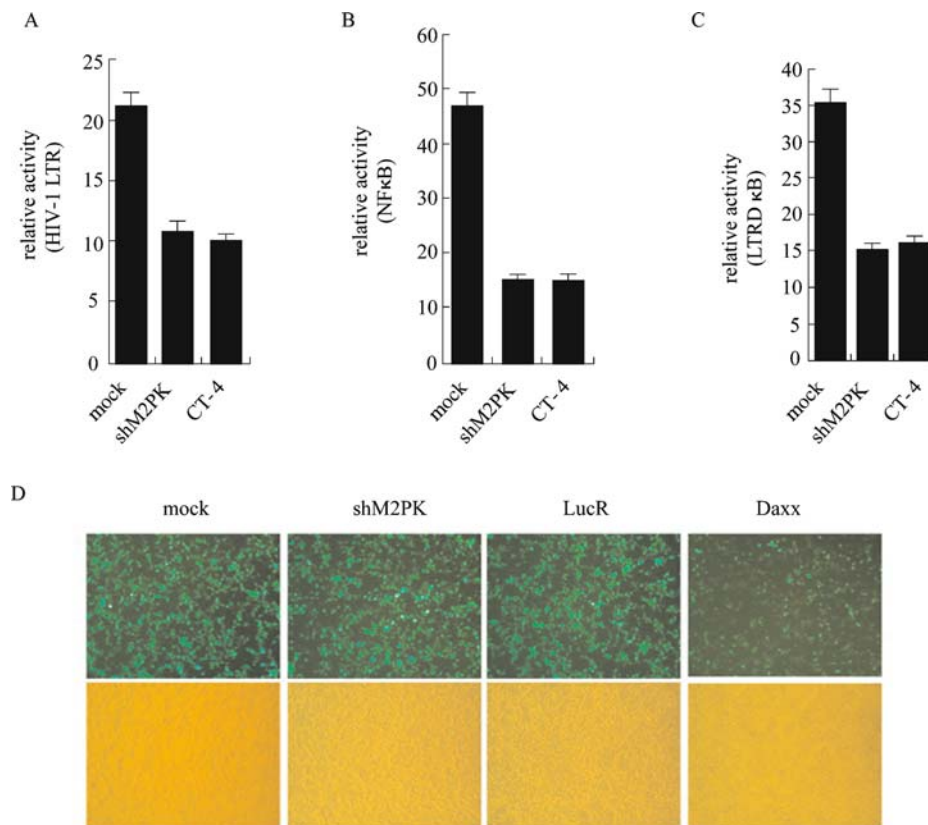 A
relative activity
(HIV-1 LTR)
25
20
15
10
5
0
mock
shM2PK
CT-4
B
relative activity
(NFκB)
60
50
40
30
20
10
0
mock
shM2PK
CT-4
C
relative activity
(LTRD κB)
40
35
30
25
20
15
10
5
0
mock
shM2PK
CT-4
D
mock
shM2PK
LucR
Daxx